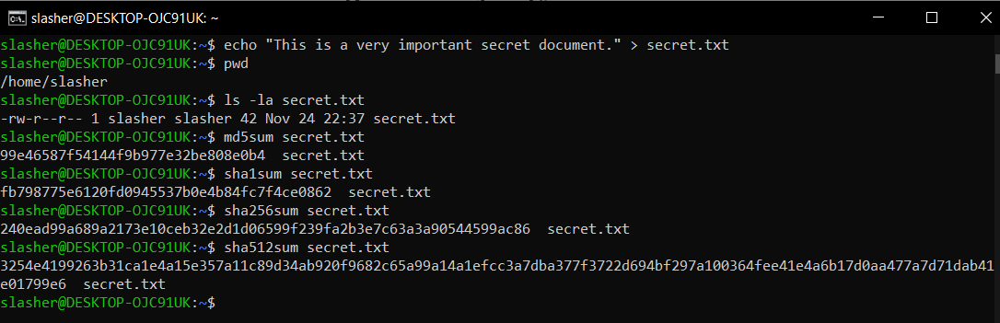 slasher@DESKTOP-OJC91UK: ~
slasher@DESKTOP-OJC91UK:~$ echo "This is a very important secret document." > secret.txt
slasher@DESKTOP-OJC91UK:~$ pwd
/home/slasher
slasher@DESKTOP-OJC91UK:~$ ls -la secret.txt
-rw-r--r-- 1 slasher slasher 42 Nov 24 22:37 secret.txt
slasher@DESKTOP-OJC91UK:~$ md5sum secret.txt
99e46587f54144f9b977e32be808e0b4  secret.txt
slasher@DESKTOP-OJC91UK:~$ sha1sum secret.txt
fb798775e6120fd0945537b0e4b84fc7f4ce0862  secret.txt
slasher@DESKTOP-OJC91UK:~$ sha256sum secret.txt
240ead99a689a2173e10ceb32e2d1d06599f239fa2b3e7c63a3a90544599ac86  secret.txt
slasher@DESKTOP-OJC91UK:~$ sha512sum secret.txt
3254e4199263b31ca1e4a15e357a11c89d34ab920f9682c65a99a14a1efcc3a7dba377f3722d694bf297a100364fee41e4a6b17d0aa477a7d71dab41
e01799e6  secret.txt
slasher@DESKTOP-OJC91UK:~$